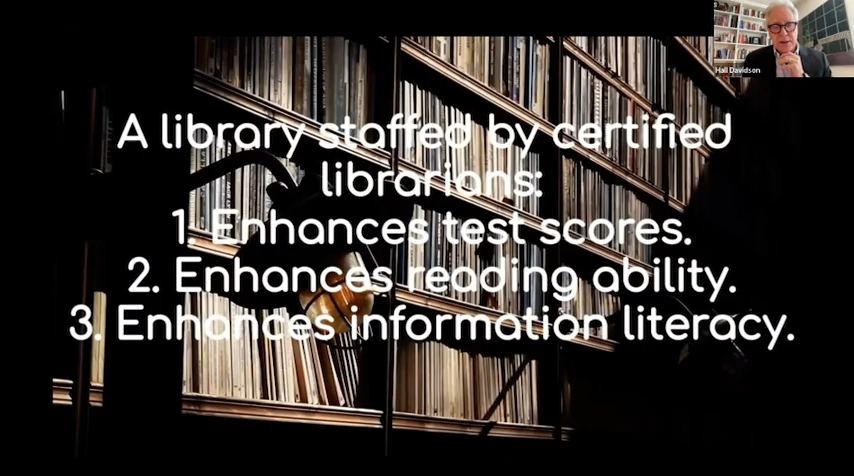 Hall Davidson
A library staffed by certified
librarians:
1. Enhances test scores.
2. Enhances reading ability.
3. Enhances information literacy.